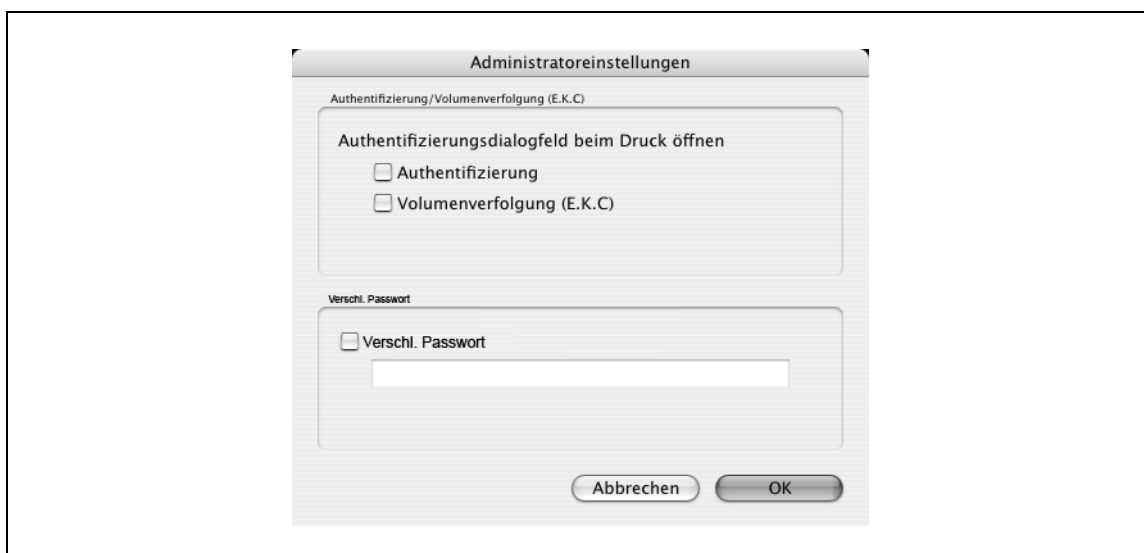 Administratoreinstellungen
Authentifizierung/Volumenverfolgung (E.K.C)
Authentifizierungsdialogfeld beim Druck öffnen
Authentifizierung
Volumenverfolgung (E.K.C)
Verschl. Passwort
Verschl. Passwort
Abbrechen OK